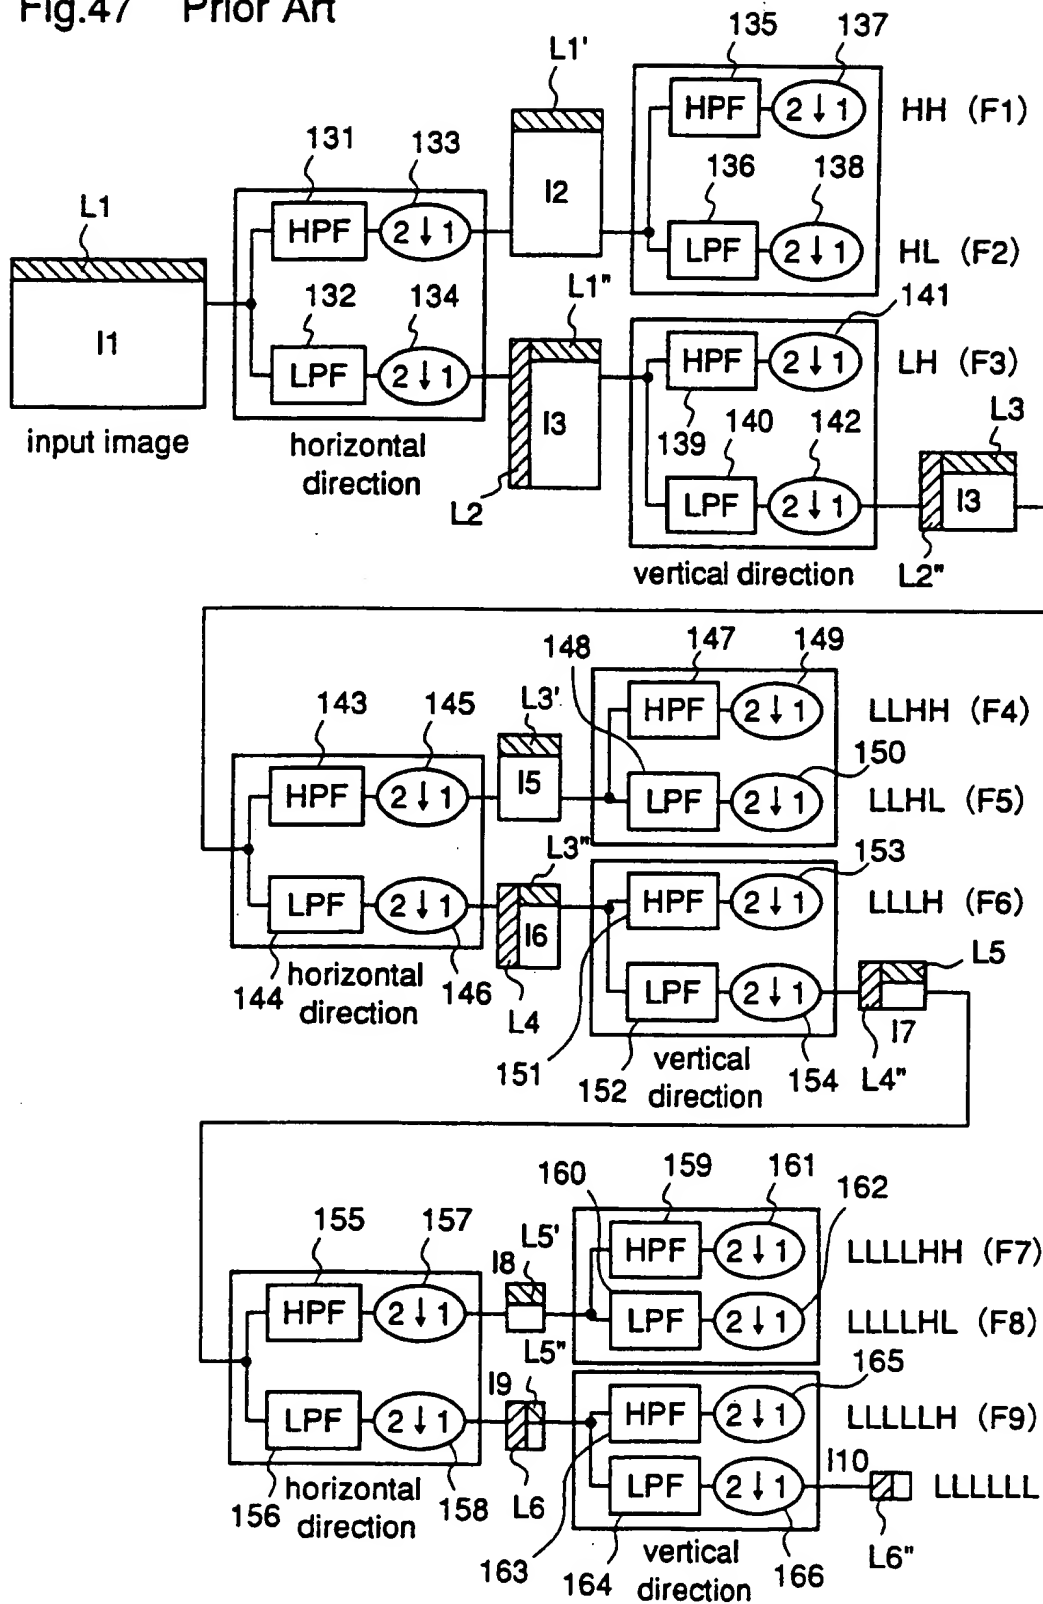 Fig.47 Prior Art
135 137
L1'
HPF 2↓1 HH (F1)
131 133
136 138
I2
L1
HPF 2↓1
LPF 2↓1 HL (F2)
132 134
L1"
141
I1
LPF 2↓1
HPF 2↓1 LH (F3)
I3
139 140 142
L3
input image
horizontal
direction
L2
LPF 2↓1
I3
vertical direction
L2"
148 147 149
143 145
L3'
HPF 2↓1 LLHH (F4)
150
HPF 2↓1
I5
LPF 2↓1 LLHL (F5)
L3"
153
LPF 2↓1
I6
HPF 2↓1 LLLH (F6)
144
horizontal
direction
146
L4
LPF 2↓1
L5
I7
151 152
vertical
direction
154
L4"
160 159 161 162
155 157
I8 L5'
HPF 2↓1 LLLLHH (F7)
HPF 2↓1
LPF 2↓1 LLLLHL (F8)
L5"
165
I9
LPF 2↓1
HPF 2↓1 LLLLLH (F9)
I10
156
horizontal
direction
158
L6
LPF 2↓1
LLLLLL
163 164
vertical
direction
166
L6"